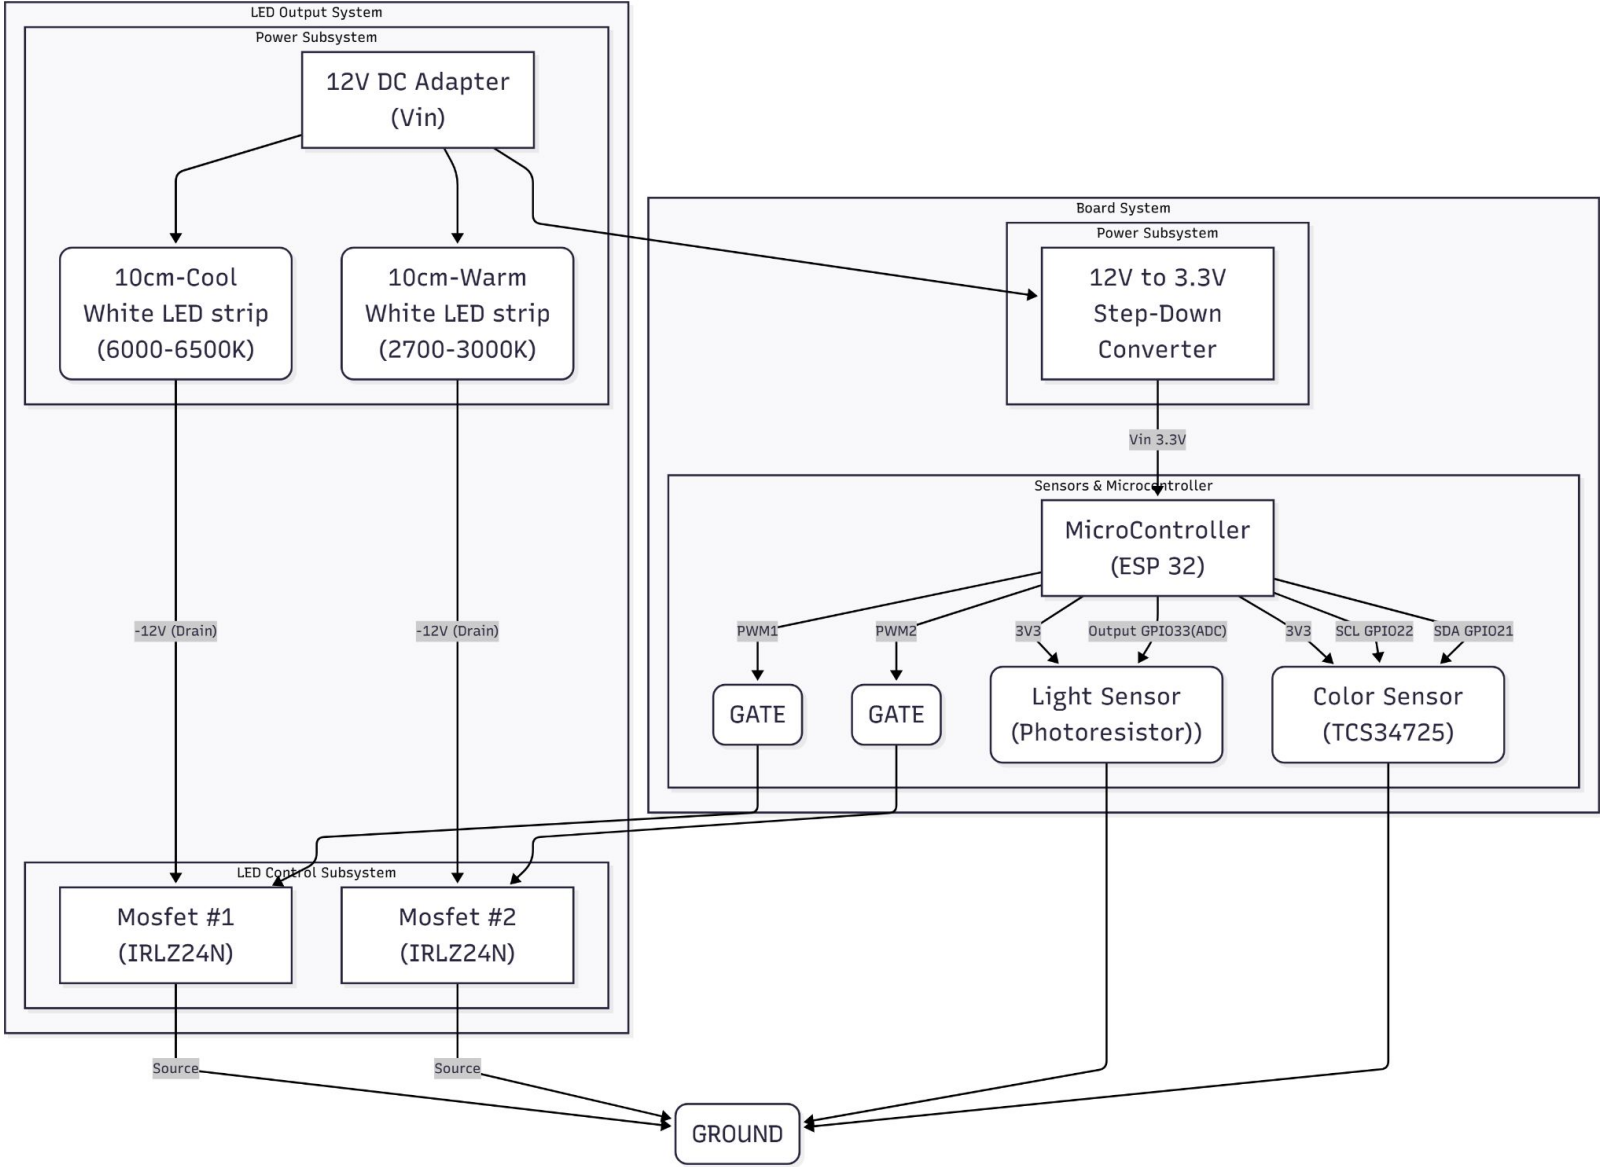 LED Output System
Power Subsystem
12V DC Adapter
(Vin)
10cm-Cool
White LED strip
(6000-6500K)
10cm-Warm
White LED strip
(2700-3000K)
Board System
Power Subsystem
12V to 3.3V
Step-Down
Converter
Vin 3.3V
Sensors & Microcontroller
MicroController
(ESP 32)
-12V (Drain)
-12V (Drain)
PWM1
PWM2
3V3
Output GPIO33(ADC)
3V3
SCL GPIO22
SDA GPIO21
GATE
GATE
Light Sensor
(Photoresistor))
Color Sensor
(TCS34725)
LED Control Subsystem
Mosfet #1
(IRLZ24N)
Mosfet #2
(IRLZ24N)
Source
Source
GROUND